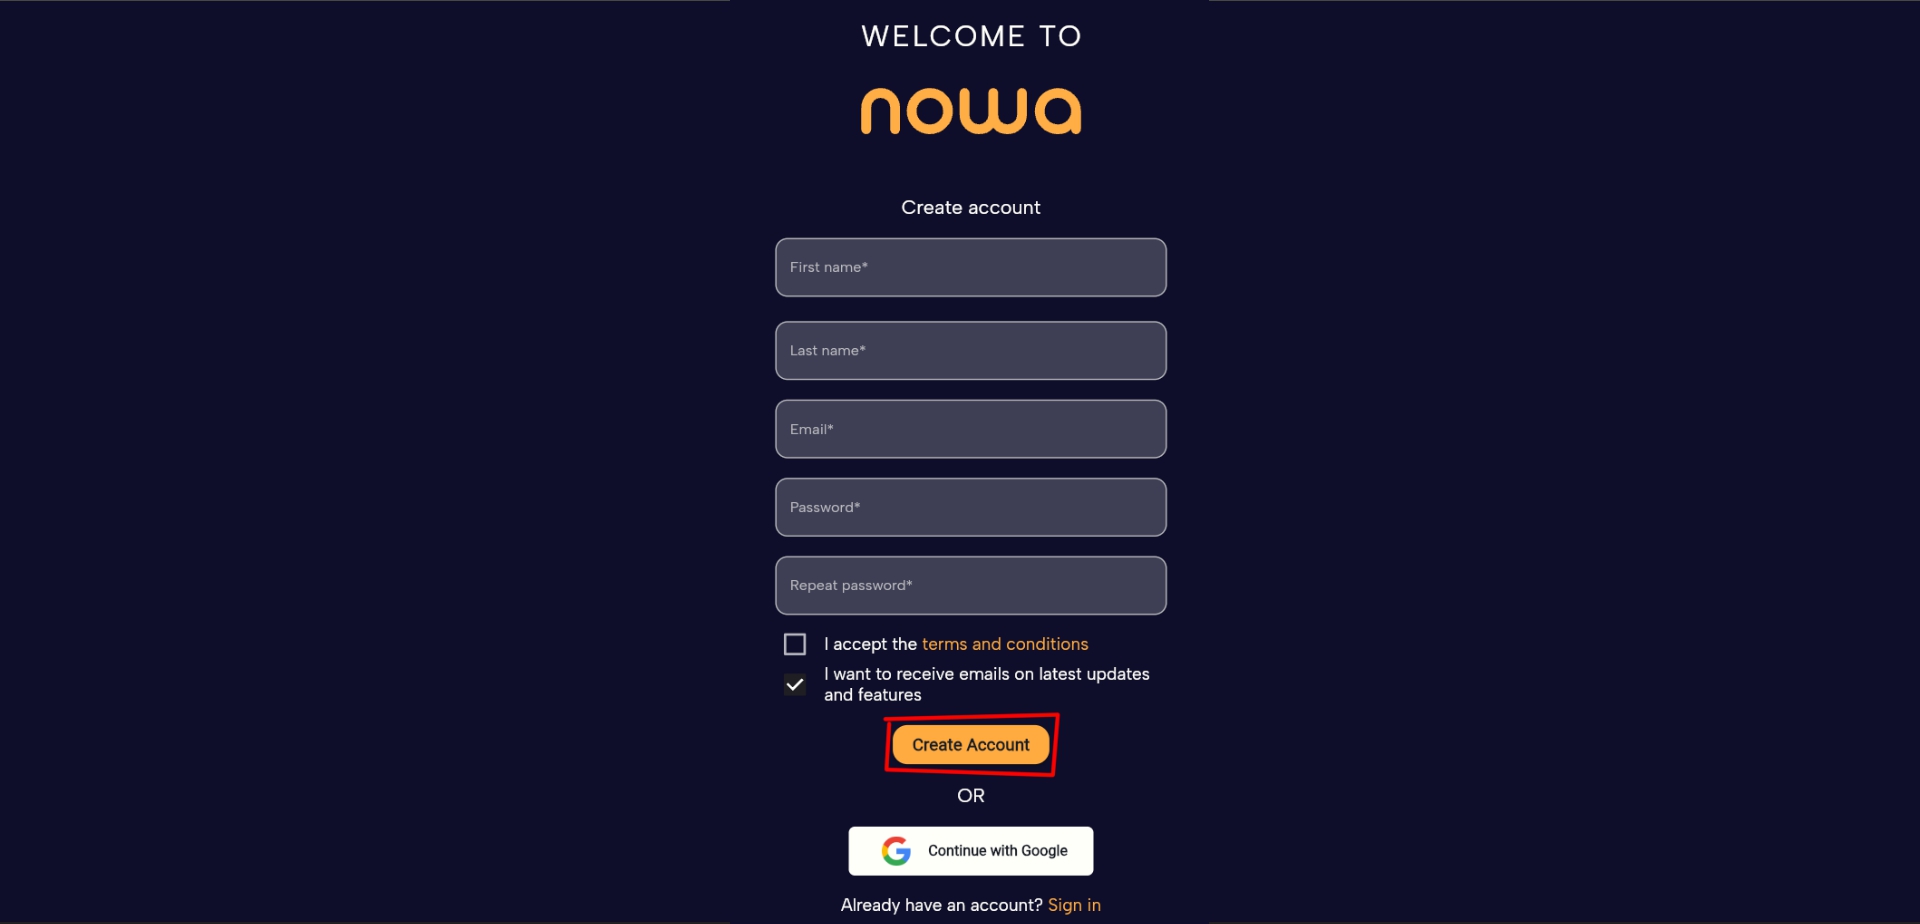 WELCOME TO
nowa
Create account
First name*
Last name*
Email*
Password*
Repeat password*
I accept the terms and conditions
I want to receive emails on latest updates
and features
Create Account
OR
Continue with Google
Already have an account? Sign in